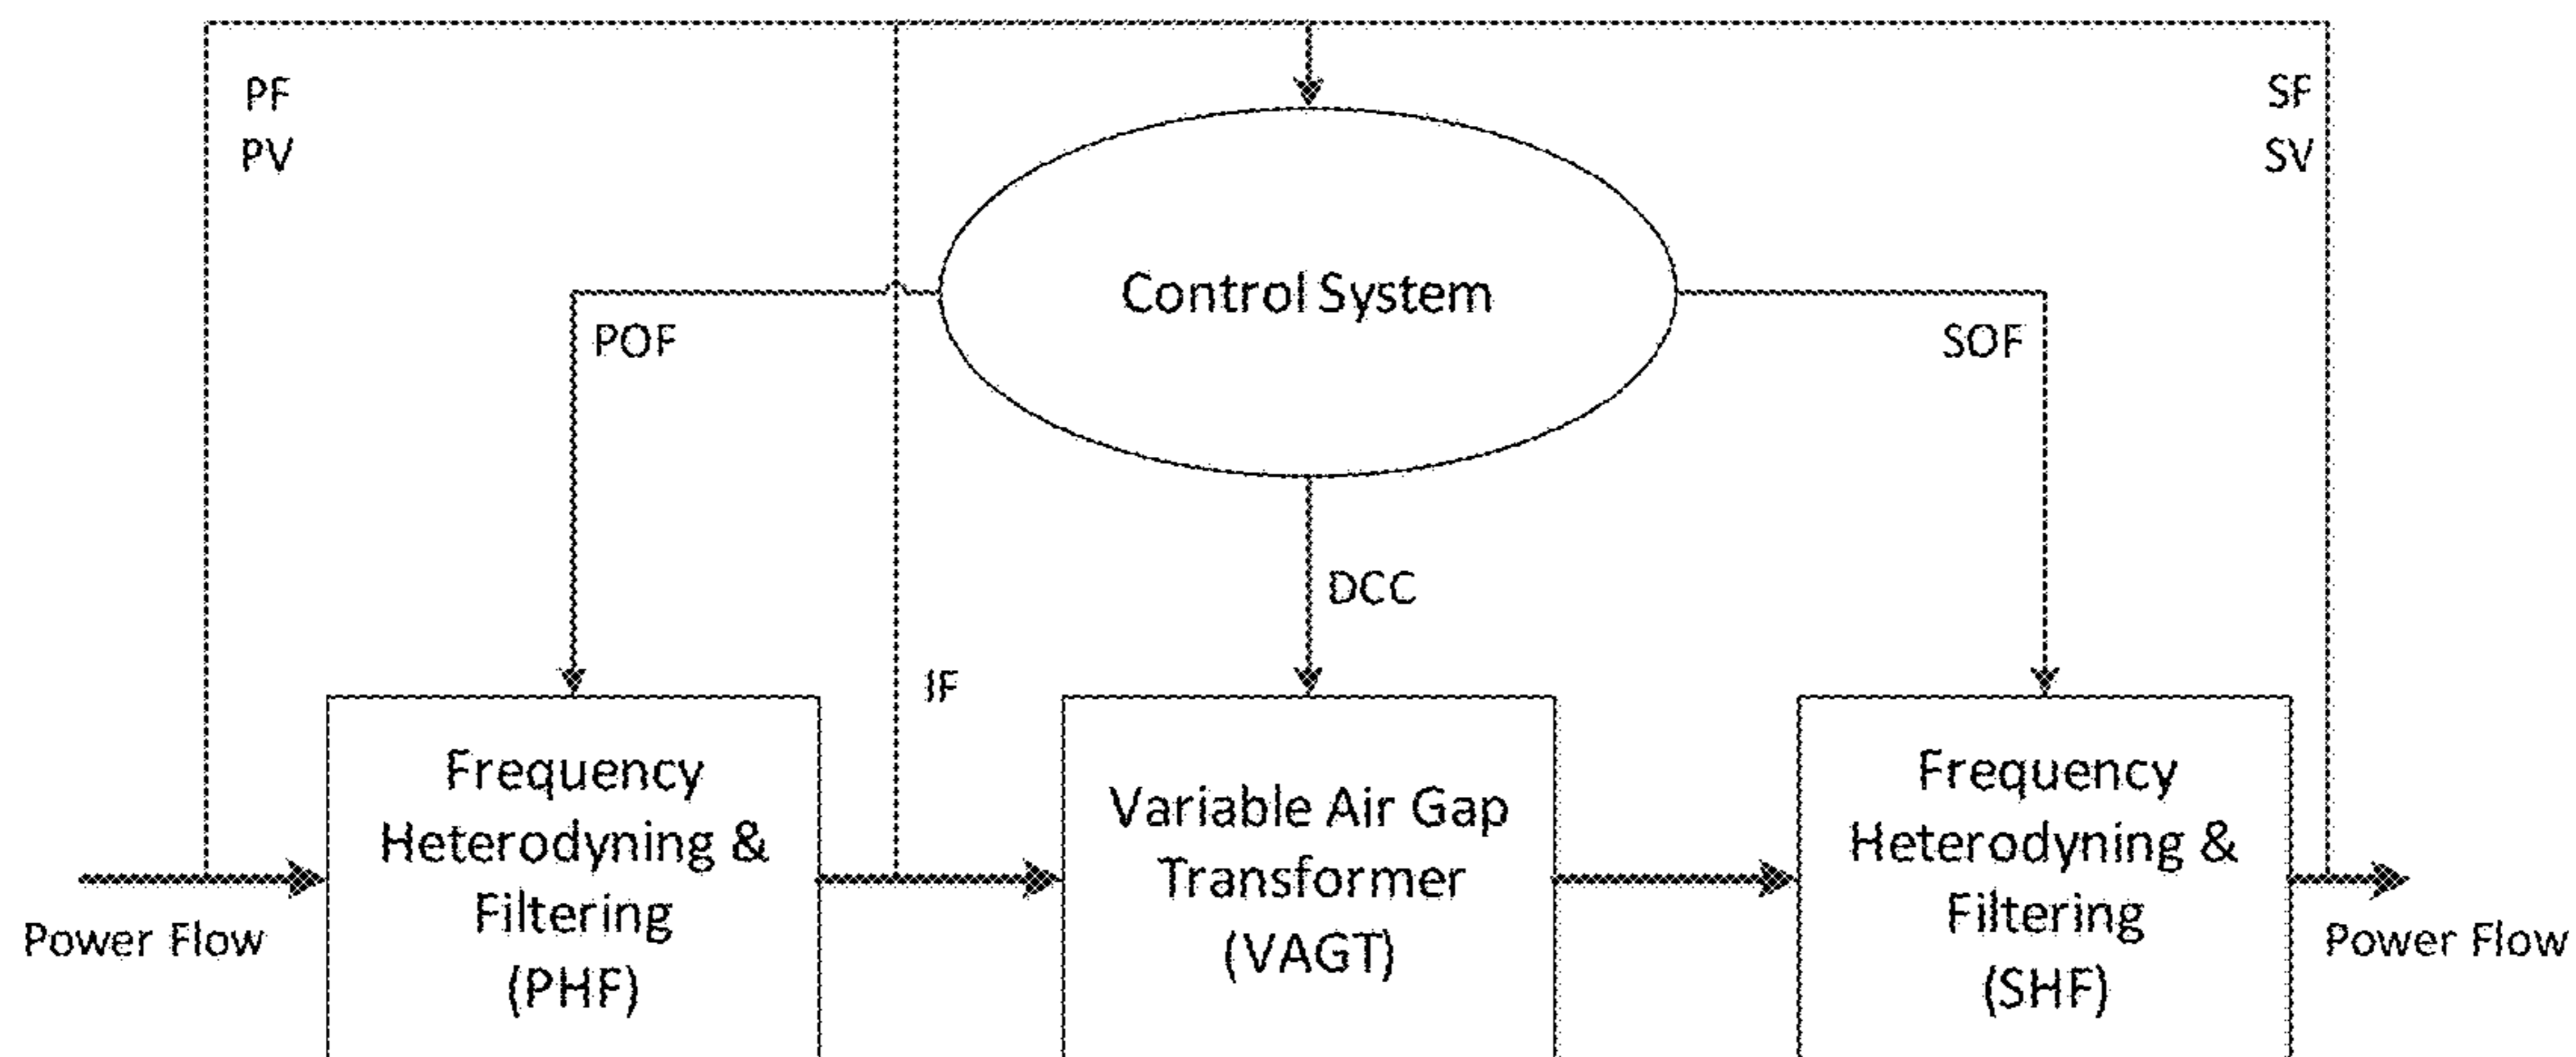 PF
PV
SF
SV
Control System
POF
SOF
DCC
IF
Frequency
Heterodyning &
Filtering
(PHF)
Variable Air Gap
Transformer
(VAGT)
Frequency
Heterodyning &
Filtering
(SHF)
Power Flow
Power Flow